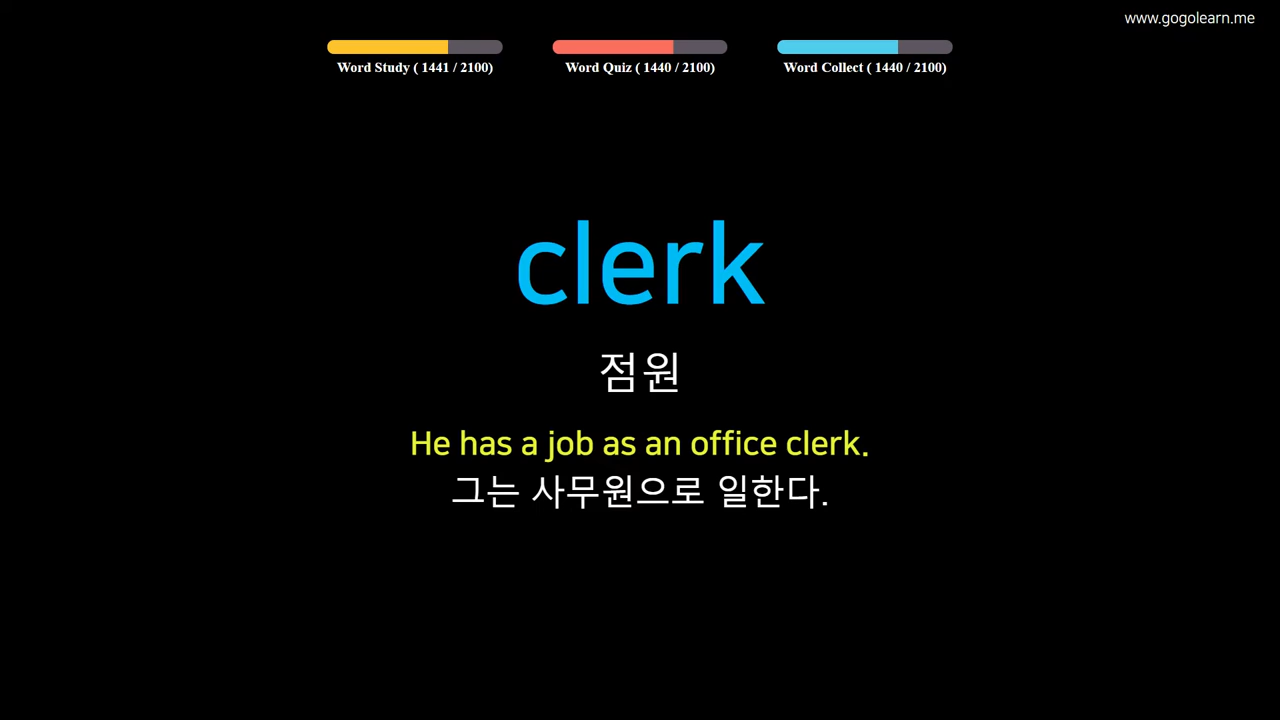 www.gogolearn.me
Word Study ( 1441 / 2100)
Word Quiz ( 1440 / 2100)
Word Collect ( 1440 / 2100)
clerk
점원
He has a job as an office clerk.
그는 사무원으로 일한다.